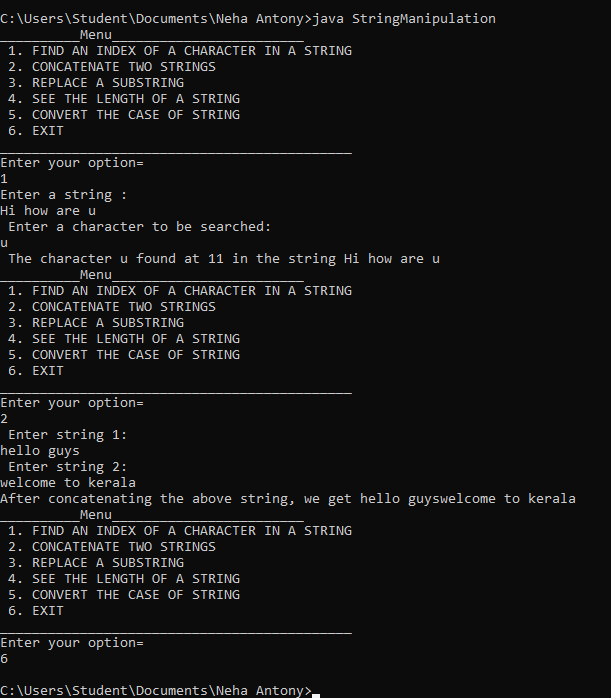 C:\Users\Student\Documents\Neha Antony>java StringManipulation
__________Menu________________________
 1. FIND AN INDEX OF A CHARACTER IN A STRING
 2. CONCATENATE TWO STRINGS
 3. REPLACE A SUBSTRING
 4. SEE THE LENGTH OF A STRING
 5. CONVERT THE CASE OF STRING
 6. EXIT
____________________________________________
Enter your option=
1
Enter a string :
Hi how are u
 Enter a character to be searched:
u
 The character u found at 11 in the string Hi how are u
__________Menu________________________
 1. FIND AN INDEX OF A CHARACTER IN A STRING
 2. CONCATENATE TWO STRINGS
 3. REPLACE A SUBSTRING
 4. SEE THE LENGTH OF A STRING
 5. CONVERT THE CASE OF STRING
 6. EXIT
____________________________________________
Enter your option=
2
 Enter string 1:
hello guys
 Enter string 2:
welcome to kerala
After concatenating the above string, we get hello guyswelcome to kerala
__________Menu________________________
 1. FIND AN INDEX OF A CHARACTER IN A STRING
 2. CONCATENATE TWO STRINGS
 3. REPLACE A SUBSTRING
 4. SEE THE LENGTH OF A STRING
 5. CONVERT THE CASE OF STRING
 6. EXIT
____________________________________________
Enter your option=
6
C:\Users\Student\Documents\Neha Antony>